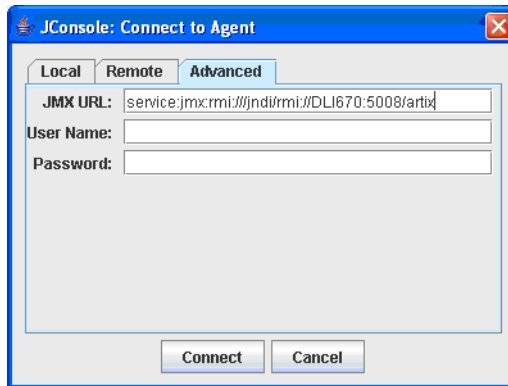 JConsole: Connect to Agent
Local Remote Advanced
JMX URL: service:jmx:rmi:///jndi/rmi://DLI670:5008/artix
User Name:
Password:
Connect Cancel